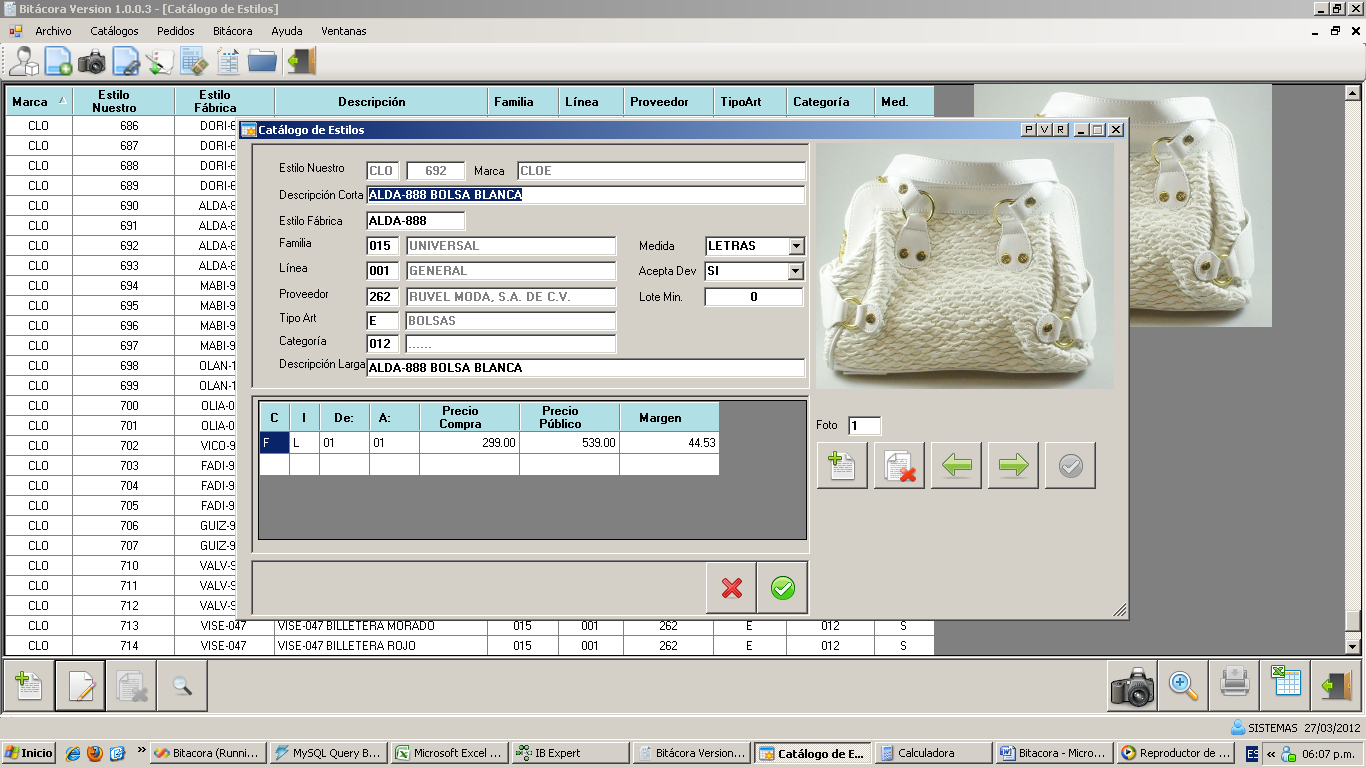 Bitácora Version 1.0.0.3 - [Catálogo de Estilos]
Archivo Catálogos Pedidos Bitácora Ayuda Ventanas
Marca Estilo Nuestro Estilo Fábrica Descripción Familia Línea Proveedor TipoArt Categoría Med.
CLO 686 DORI-6
CLO 687 DORI-6
CLO 688 DORI-6
CLO 689 DORI-6
CLO 690 ALDA-8
CLO 691 ALDA-8
CLO 692 ALDA-8
CLO 693 ALDA-8
CLO 694 MABI-9
CLO 695 MABI-9
CLO 696 MABI-9
CLO 697 MABI-9
CLO 698 OLAN-1
CLO 699 OLAN-1
CLO 700 OLIA-0
CLO 701 OLIA-0
CLO 702 VICO-9
CLO 703 FADI-9
CLO 704 FADI-9
CLO 705 FADI-9
CLO 706 GUIZ-9
CLO 707 GUIZ-9
CLO 710 VALV-9
CLO 711 VALV-9
CLO 712 VALV-9
CLO 713 VISE-047 VISE-047 BILLETERA MORADO 015 001 262 E 012 S
CLO 714 VISE-047 VISE-047 BILLETERA ROJO 015 001 262 E 012 S
Catálogo de Estilos P V R
Estilo Nuestro CLO 692 Marca CLOE
Descripción Corta ALDA-888 BOLSA BLANCA
Estilo Fábrica ALDA-888
Familia 015 UNIVERSAL Medida LETRAS
Línea 001 GENERAL Acepta Dev SI
Proveedor 262 RUVEL MODA, S.A. DE C.V. Lote Min. 0
Tipo Art E BOLSAS
Categoría 012 ......
Descripción Larga ALDA-888 BOLSA BLANCA
C I De: A: Precio Compra Precio Público Margen
F L 01 01 299.00 539.00 44.53
Foto 1
SISTEMAS 27/03/2012
Inicio » Bitacora (Runni... MySQL Query B... Microsoft Excel ... IB Expert Bitácora Version... Catálogo de E... Calculadora Bitacora - Micro... Reproductor de ... ES « 06:07 p.m.